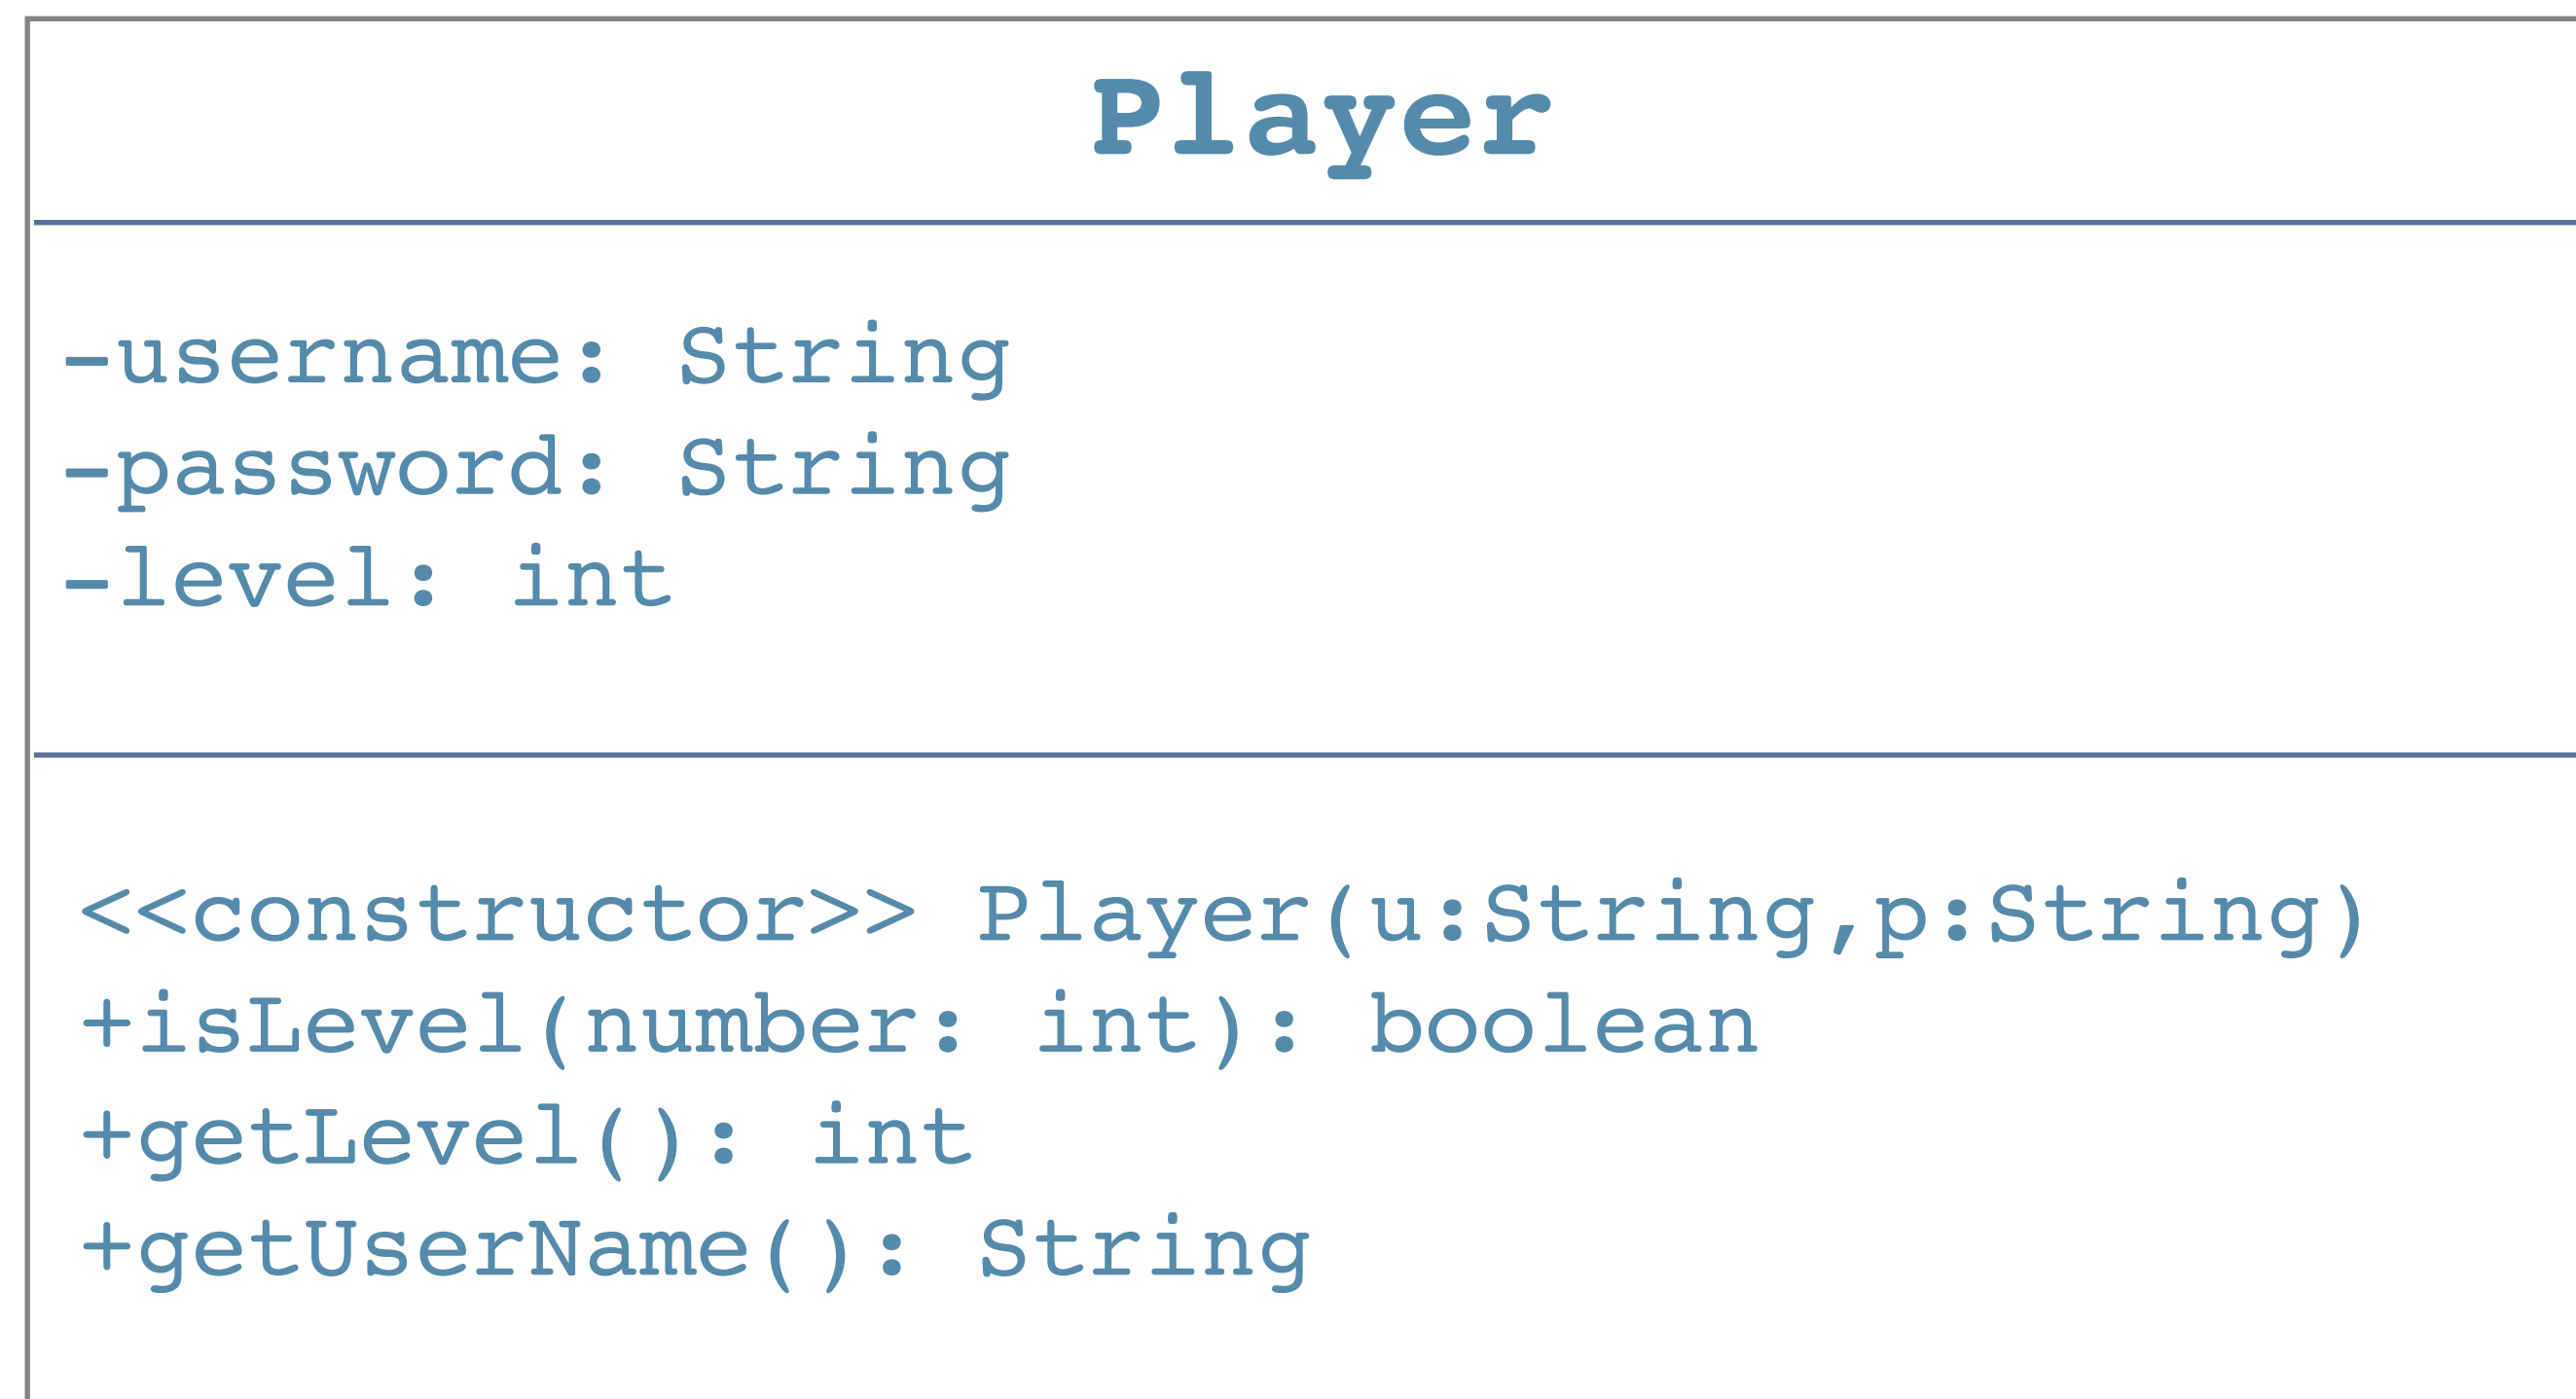 Player
-username: String
-password: String
-level: int
<<constructor>> Player(u:String,p:String)
+isLevel(number: int): boolean
+getLevel(): int
+getUserName(): String